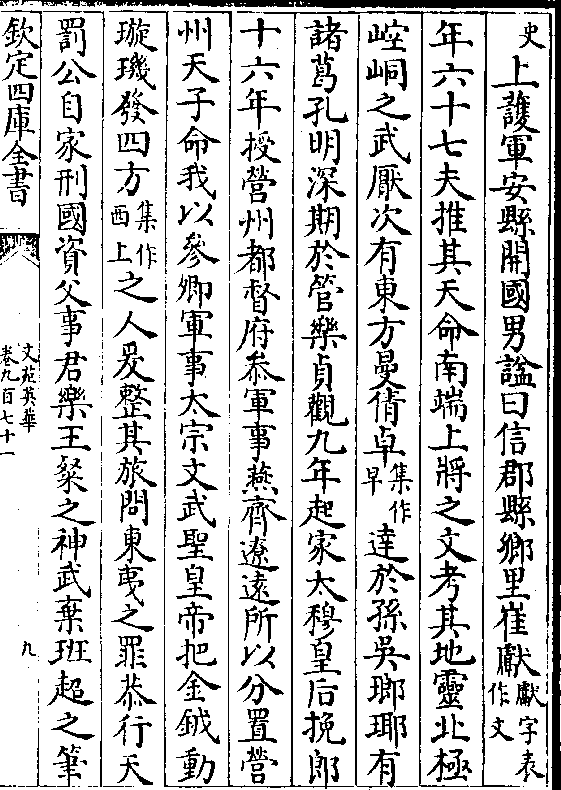 史上護軍安縣開國男諡曰信郡縣鄉里崔獻獻字表作文
年六十七夫推其天命南端上將之文考其地靈北極
崆峒之武厭次有東方曼倩卓集作早達於孫吳瑯琊有
諸葛孔明深期於管樂貞觀九年起家太穆皇后挽郎
十六年授營州都督府叅軍事燕齊遼遠所以分置營
州天子命我以參卿軍事太宗文武聖皇帝把金鉞動
璇璣發四方集作西上之人爰整其旅問東夷之罪恭行天
罰公自家刑國資父事君樂王粲之神武棄班超之筆
欽定四庫全書
文苑英華
卷九百七十一
九